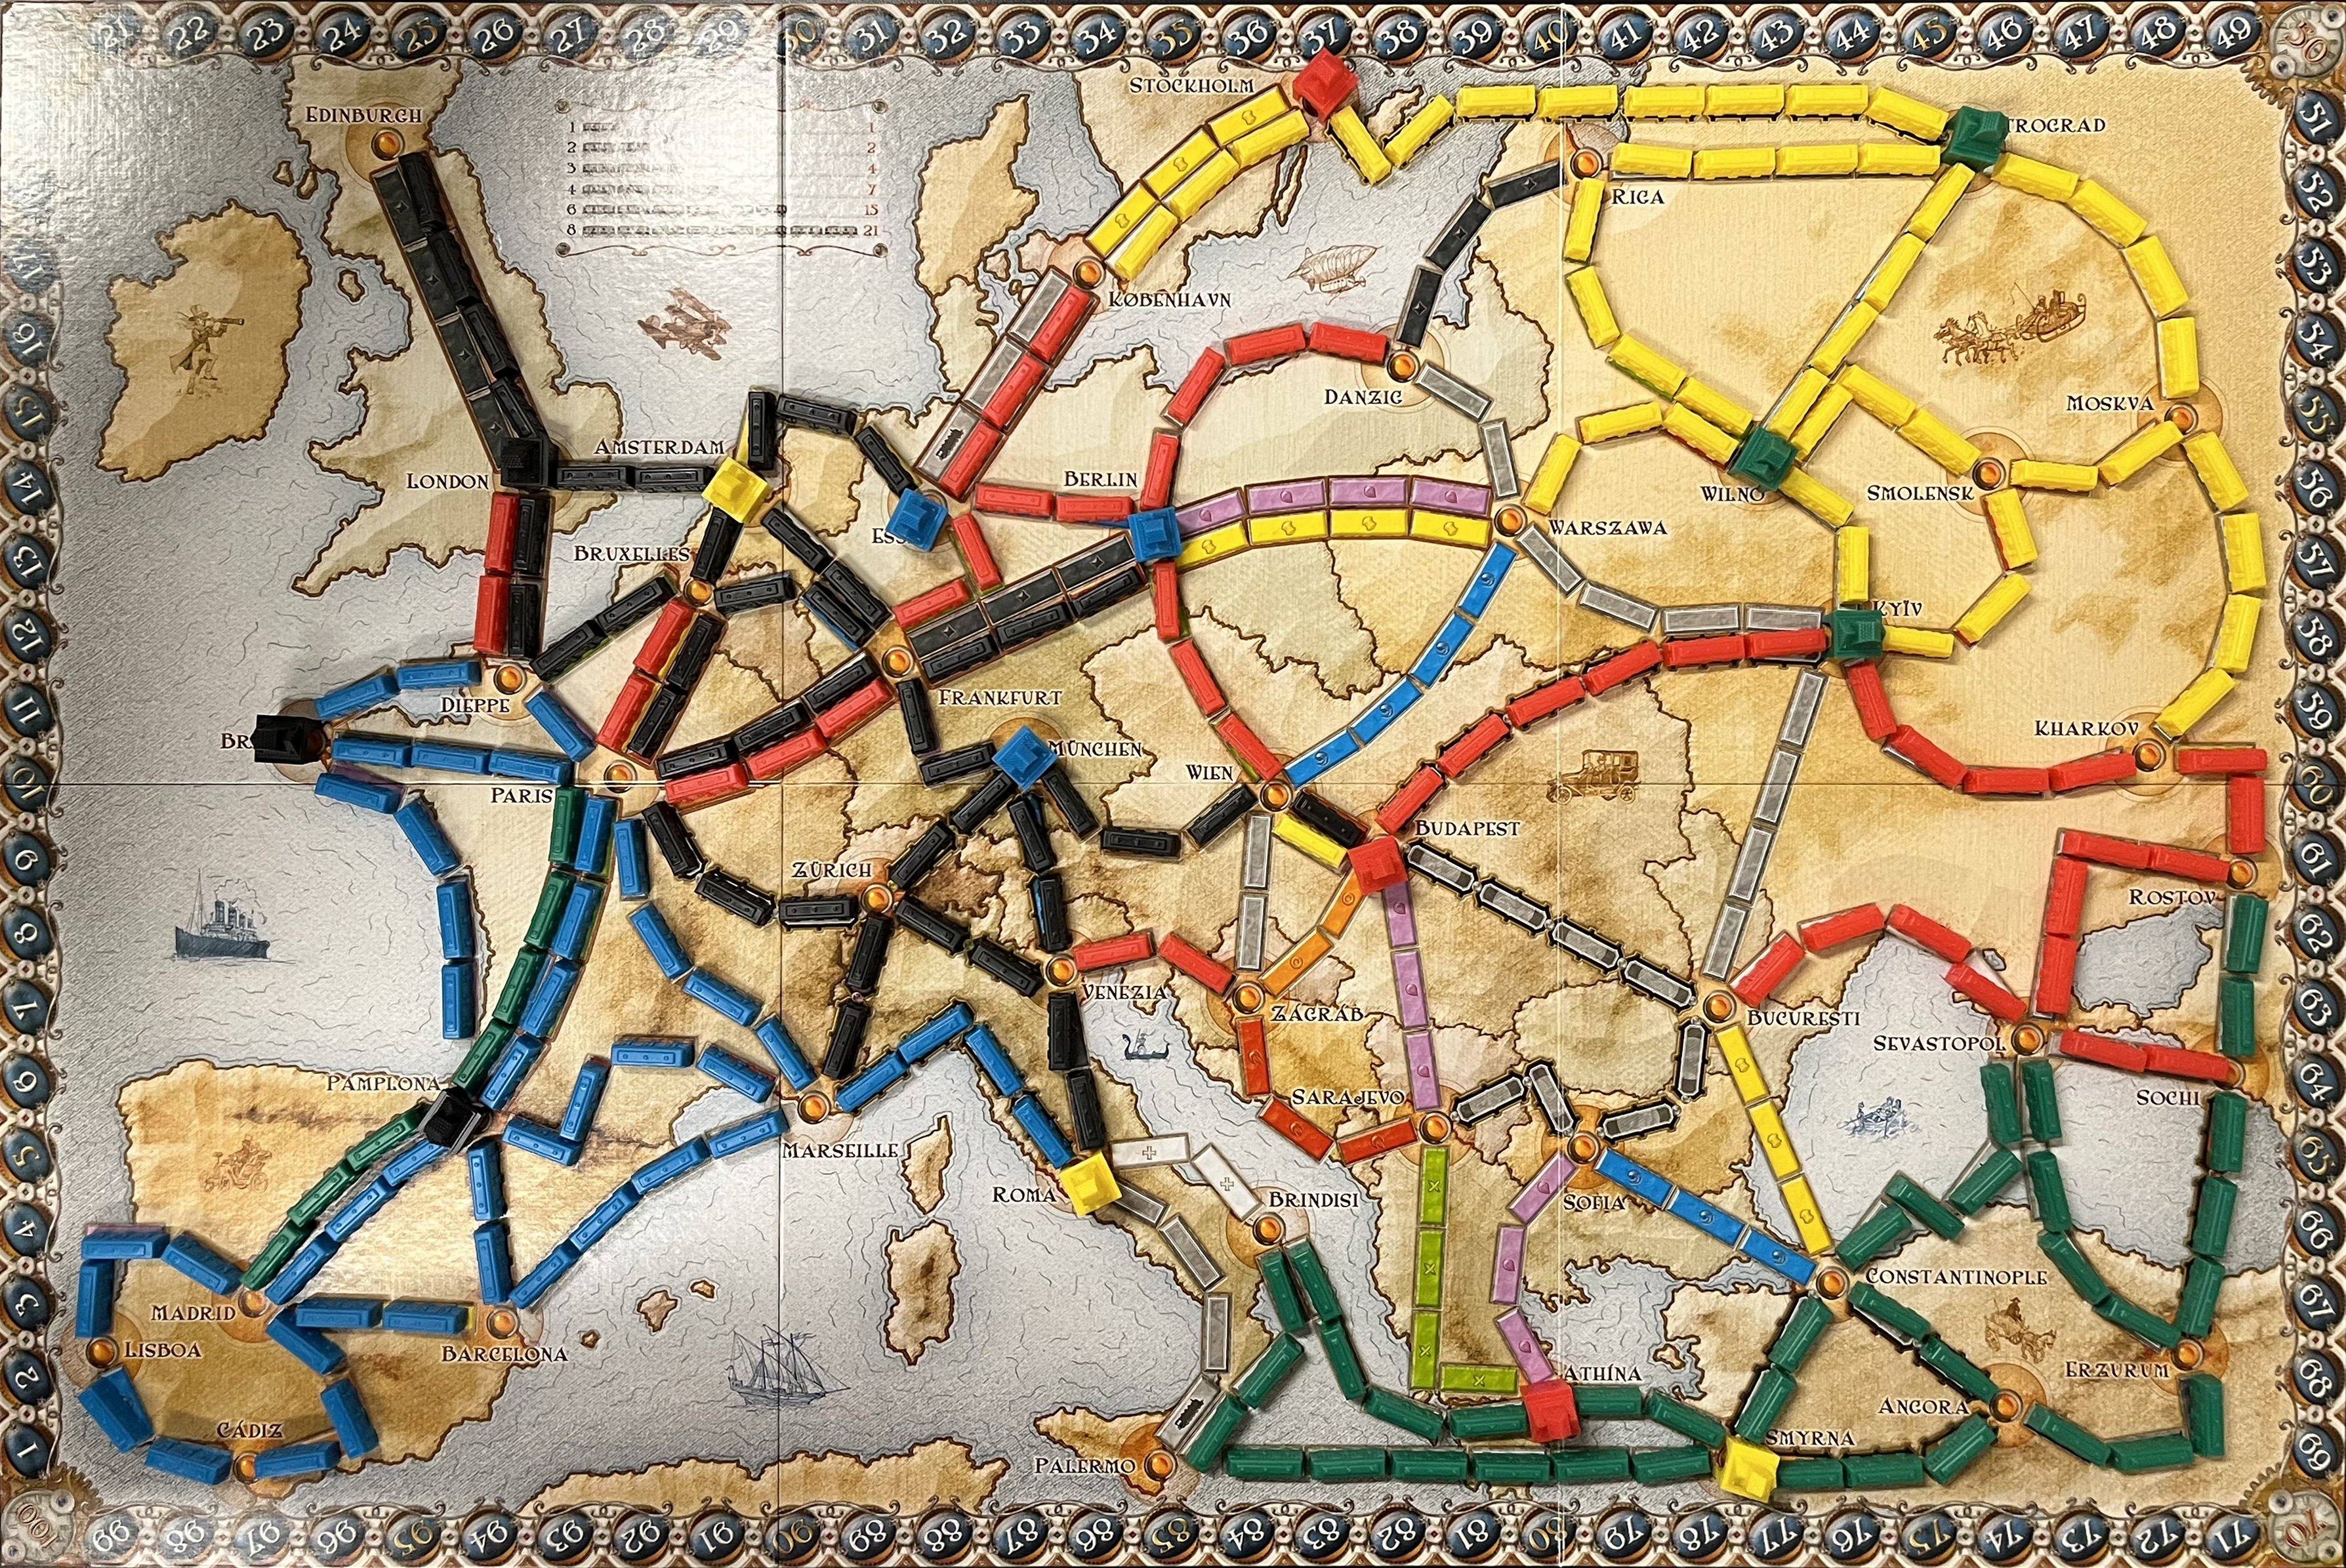 21 22 23 24 25 26 27 28 29 30 31 32 33 34 35 36 37 38 39 40 41 42 43 44 45 46 47 48 49 50
STOCKHOLM
EDINBURGH
TROGRAD
1 1
2 2
3 4
4 7
6 15
8 21
51
52
53
54
55
56
57
58
59
60
61
62
63
64
65
66
67
68
69
17
16
15
14
13
12
11
10
9
8
7
6
5
4
3
2
1
RIGA
KØBENHAVN
DANZIG
MOSKVA
AMSTERDAM
LONDON
BERLIN
WILNO
SMOLENSK
ESS
WARSZAWA
BRUXELLES
KYÏV
DIEPPE
FRANKFURT
BR
MÜNCHEN
KHARKOV
WIEN
PARIS
BUDAPEST
ZÜRICH
ROSTOV
VENEZIA
ZÁGRÁB
BUCURESTI
SEVASTOPOL
PAMPLONA
SARAJEVO
SOCHI
MARSEILLE
ROMA
BRINDISI
SOFIA
CONSTANTINOPLE
MADRID
LISBOA
BARCELONA
ATHÍNA
ERZURUM
CÁDIZ
ANGORA
SMYRNA
PALERMO
100 99 98 97 96 95 94 93 92 91 90 89 88 87 86 85 84 83 82 81 80 79 78 77 76 75 74 73 72 71 70